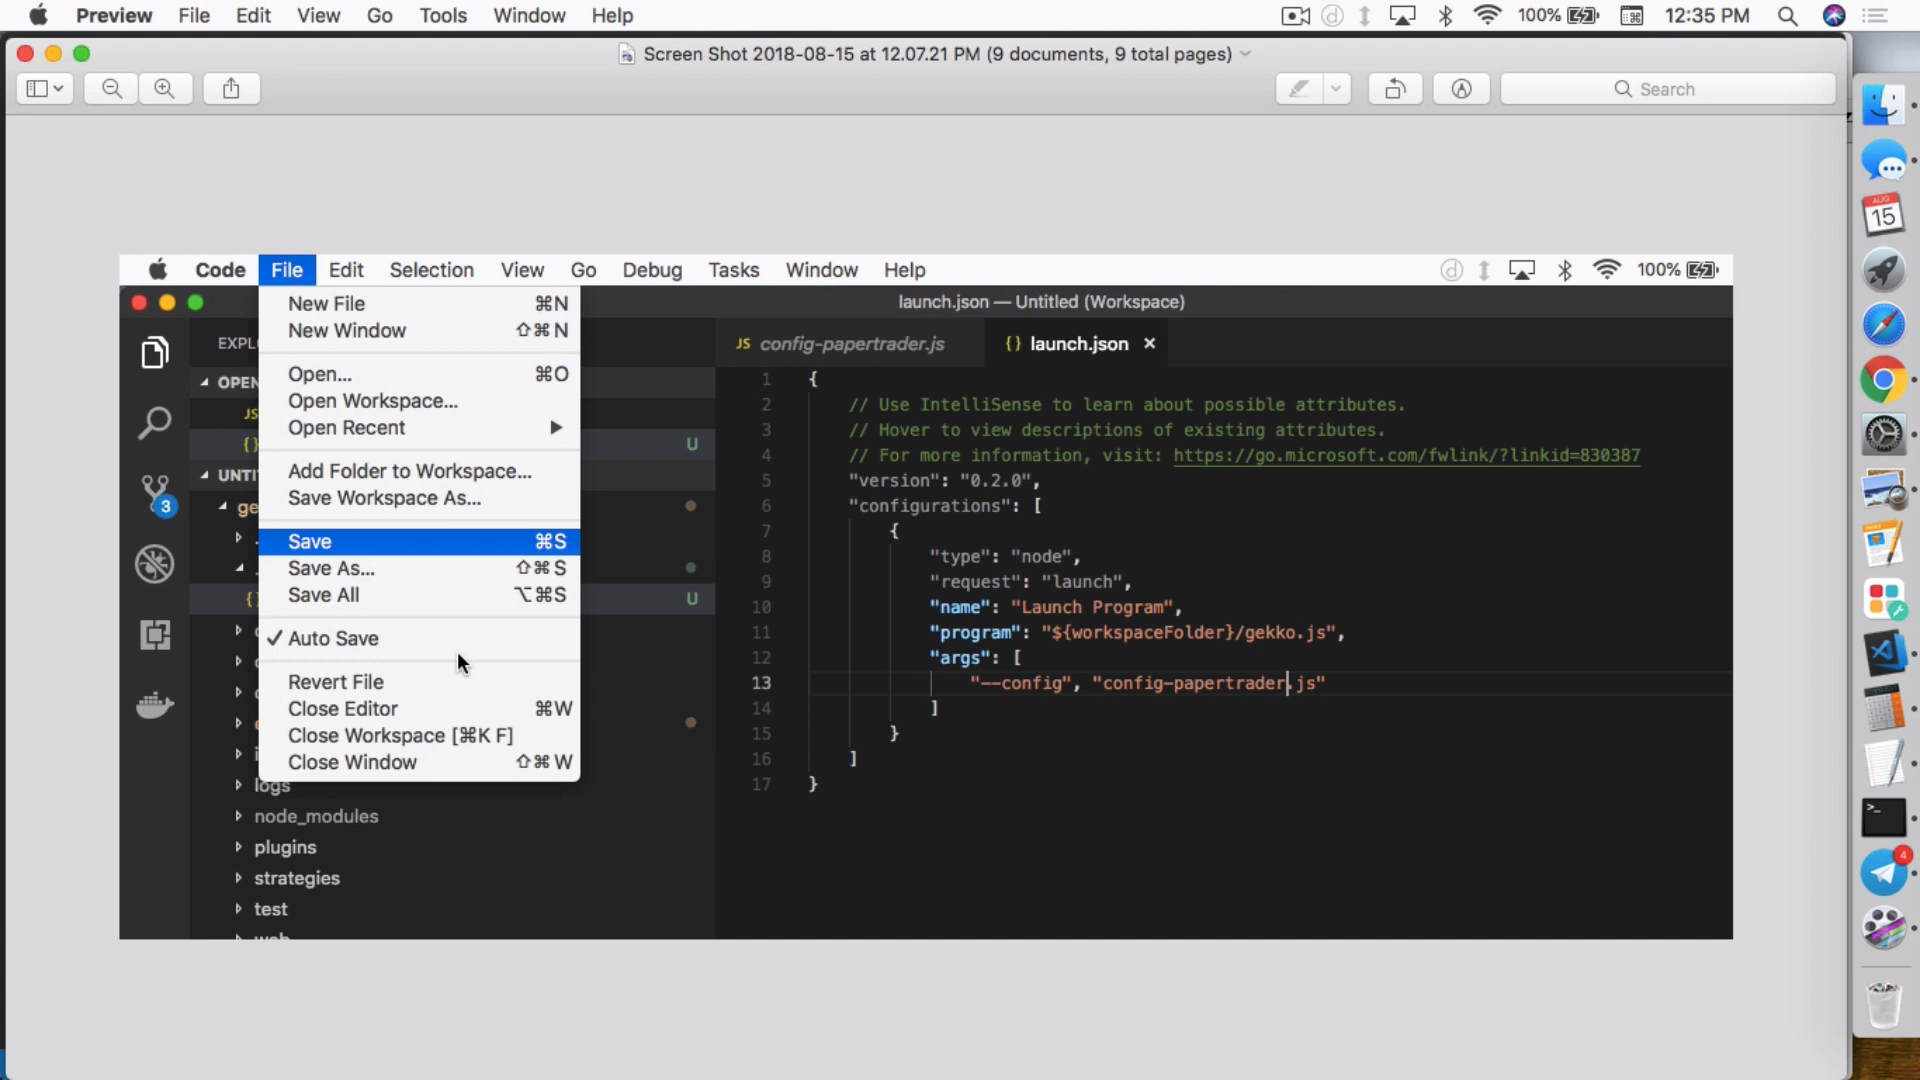 Preview File Edit View Go Tools Window Help 100% 12:35 PM
Screen Shot 2018-08-15 at 12.07.21 PM (9 documents, 9 total pages)
Search
AUG
15
Code File Edit Selection View Go Debug Tasks Window Help 100%
launch.json — Untitled (Workspace)
EXPL
JS config-papertrader.js {} launch.json ×
OPEN
JS
{} U
UNTI
ge
3
{} U
New File ⌘N
New Window ⇧⌘N
Open... ⌘O
Open Workspace...
Open Recent
Add Folder to Workspace...
Save Workspace As...
Save ⌘S
Save As... ⇧⌘S
Save All ⌥⌘S
✓ Auto Save
Revert File
Close Editor ⌘W
Close Workspace [⌘K F]
Close Window ⇧⌘W
logs
node_modules
plugins
strategies
test
1 {
2 // Use IntelliSense to learn about possible attributes.
3 // Hover to view descriptions of existing attributes.
4 // For more information, visit: https://go.microsoft.com/fwlink/?linkid=830387
5 "version": "0.2.0",
6 "configurations": [
7 {
8 "type": "node",
9 "request": "launch",
10 "name": "Launch Program",
11 "program": "${workspaceFolder}/gekko.js",
12 "args": [
13 "--config", "config-papertrader.js"
14 ]
15 }
16 ]
17 }
>_
4